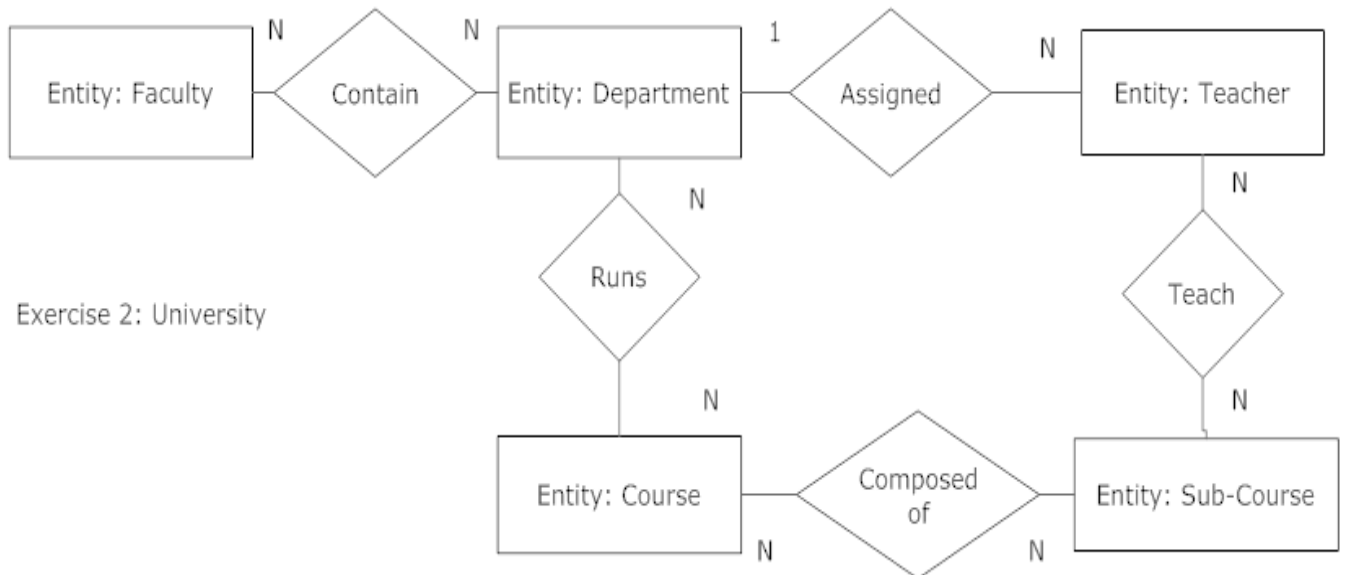 N
N
1
N
Entity: Faculty
Contain
Entity: Department
Assigned
Entity: Teacher
N
N
Runs
Teach
Exercise 2: University
N
N
Entity: Course
Composed
of
Entity: Sub-Course
N
N